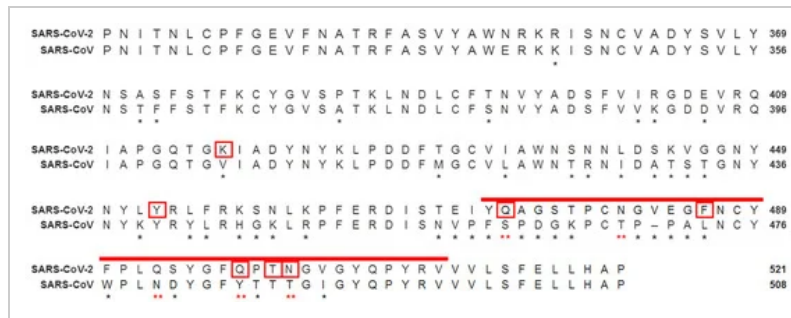 SARS-CoV-2 P N I T N L C P F G E V F N A T R F A S V Y A W N R K R I S N C V A D Y S V L Y 369
SARS-CoV P N I T N L C P F G E V F N A T R F A S V Y A W E R K K I S N C V A D Y S V L Y 356
*
SARS-CoV-2 N S A S F S T F K C Y G V S P T K L N D L C F T N V Y A D S F V I R G D E V R Q 409
SARS-CoV N S T F F S T F K C Y G V S A T K L N D L C F S N V Y A D S F V V K G D D V R Q 396
* * * * * * *
SARS-CoV-2 I A P G Q T G K I A D Y N Y K L P D D F T G C V I A W N S N N L D S K V G G N Y 449
SARS-CoV I A P G Q T G V I A D Y N Y K L P D D F M G C V L A W N T R N I D A T S T G N Y 436
* * * * * * * * * *
SARS-CoV-2 N Y L Y R L F R K S N L K P F E R D I S T E I Y Q A G S T P C N G V E G F N C Y 489
SARS-CoV N Y K Y R Y L R H G K L R P F E R D I S N V P F S P D G K P C T P - P A L N C Y 476
* * * * * * * * * * * ** * * * * ** * * * * *
SARS-CoV-2 F P L Q S Y G F Q P T N G V G Y Q P Y R V V V L S F E L L H A P 521
SARS-CoV W P L N D Y G F Y T T T G I G Y Q P Y R V V V L S F E L L H A P 508
* ** * ** * ** *